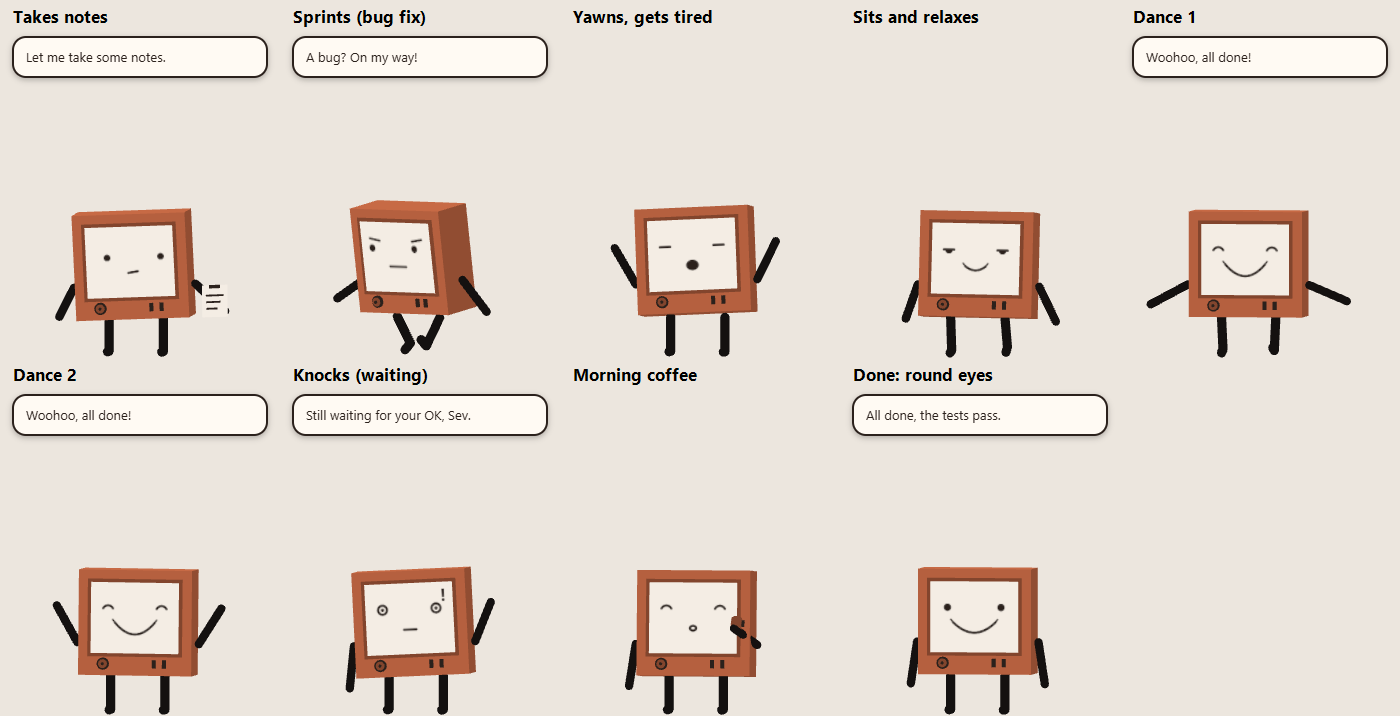 Takes notes
Sprints (bug fix)
Yawns, gets tired
Sits and relaxes
Dance 1
Let me take some notes.
A bug? On my way!
Woohoo, all done!
Dance 2
Knocks (waiting)
Morning coffee
Done: round eyes
Woohoo, all done!
Still waiting for your OK, Sev.
All done, the tests pass.
!